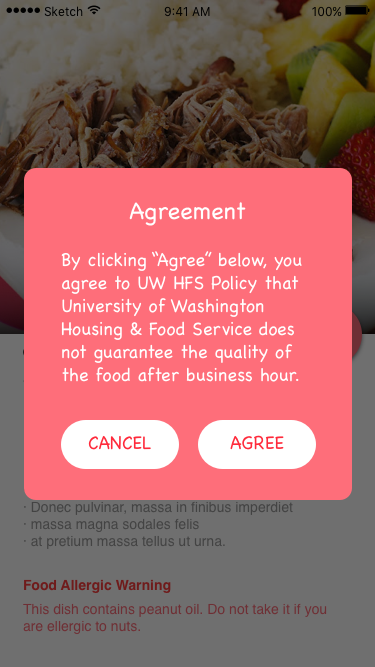 Sketch 9:41 AM 100%
Agreement
By clicking “Agree” below, you
agree to UW HFS Policy that
University of Washington
Housing & Food Service does
not guarantee the quality of
the food after business hour.
CANCEL AGREE
· Donec pulvinar, massa in finibus imperdiet
· massa magna sodales felis
· at pretium massa tellus ut urna.
Food Allergic Warning
This dish contains peanut oil. Do not take it if you
are ellergic to nuts.